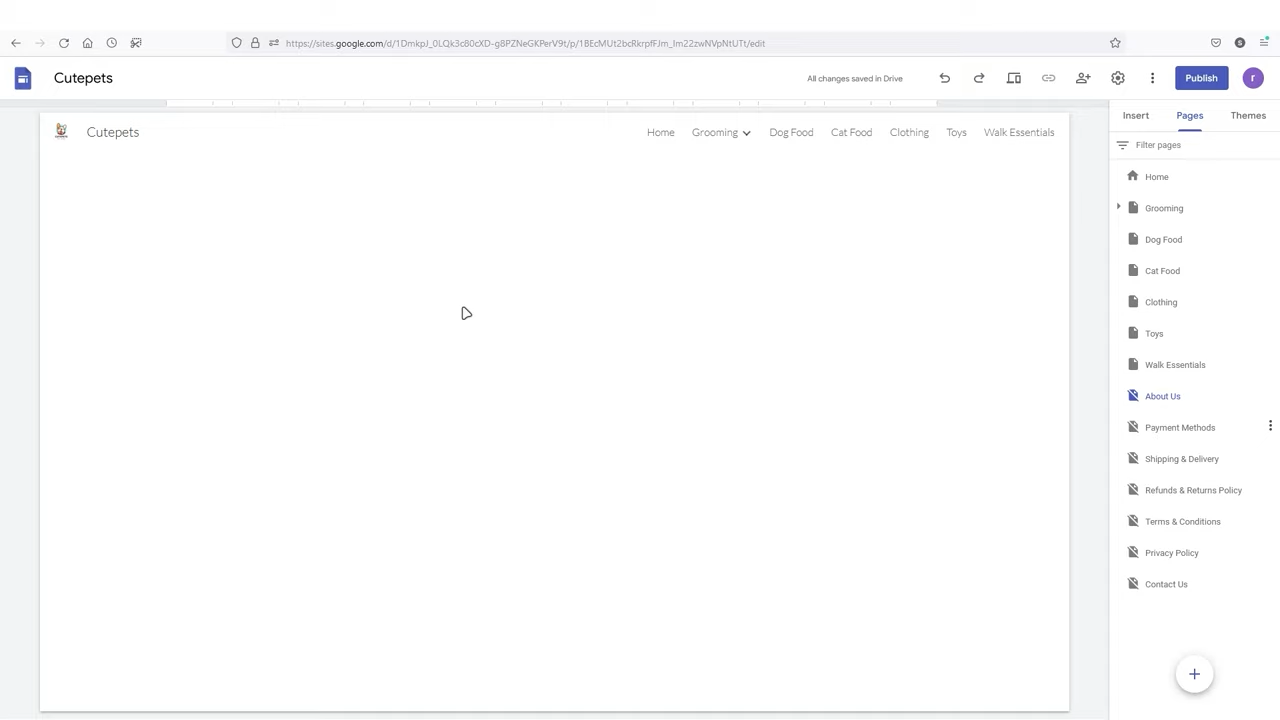 https://sites.google.com/d/1DmkpJ_0LQk3c80cXD-g8PZNeGKPerV9t/p/1BEcMUt2bcRkrpfFJm_Im22zwNVpNtUTt/edit
Cutepets
All changes saved in Drive
Publish
r
Insert
Pages
Themes
Cutepets
Home
Grooming
Dog Food
Cat Food
Clothing
Toys
Walk Essentials
Filter pages
Home
Grooming
Dog Food
Cat Food
Clothing
Toys
Walk Essentials
About Us
Payment Methods
Shipping & Delivery
Refunds & Returns Policy
Terms & Conditions
Privacy Policy
Contact Us